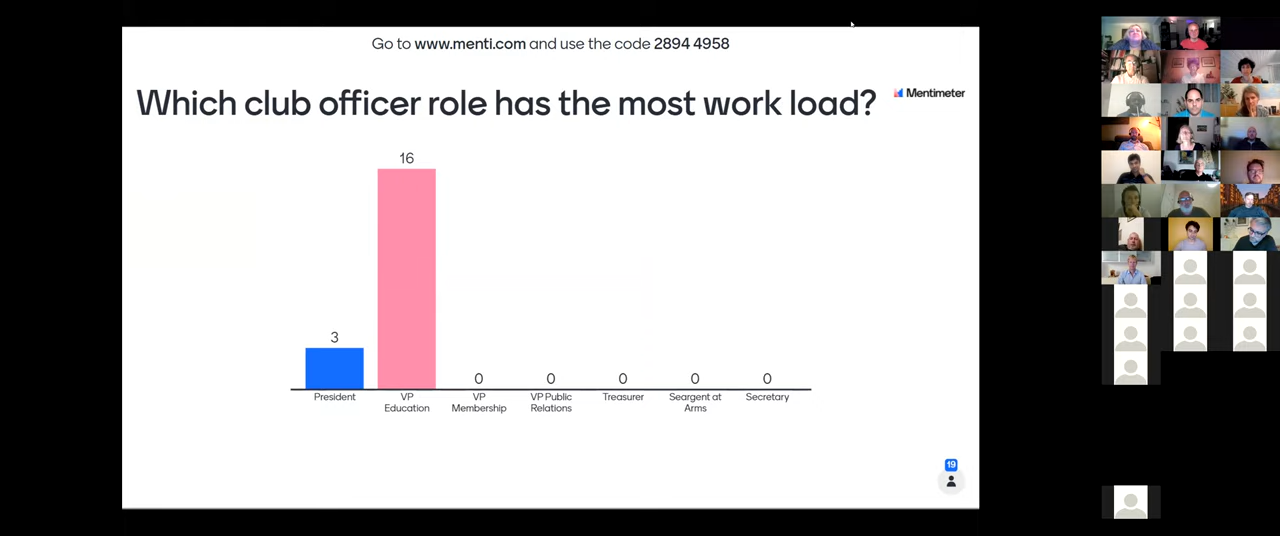 Go to www.menti.com and use the code 2894 4958
Which club officer role has the most work load?
Mentimeter
16
3
0
0
0
0
0
President
VP
Education
VP
Membership
VP Public
Relations
Treasurer
Seargent at
Arms
Secretary
19